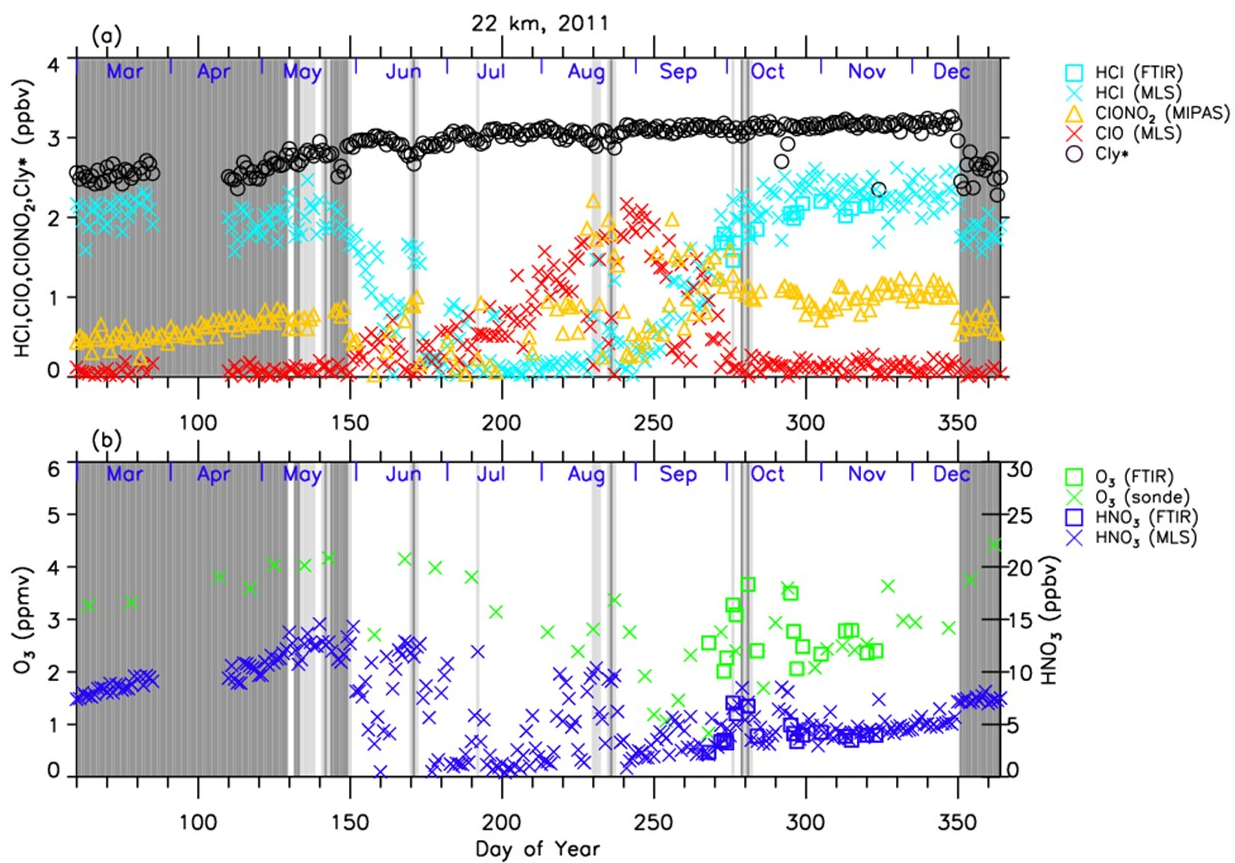 22 km, 2011
(a)
HCl,ClO,ClONO2,Cly* (ppbv)
4
3
2
1
0
Mar Apr May Jun Jul Aug Sep Oct Nov Dec
100 150 200 250 300 350
HCl (FTIR)
HCl (MLS)
ClONO2 (MIPAS)
ClO (MLS)
Cly*
(b)
O3 (ppmv)
6
5
4
3
2
1
0
Mar Apr May Jun Jul Aug Sep Oct Nov Dec
30
25
20
15
10
5
0
HNO3 (ppbv)
O3 (FTIR)
O3 (sonde)
HNO3 (FTIR)
HNO3 (MLS)
100 150 200 250 300 350
Day of Year